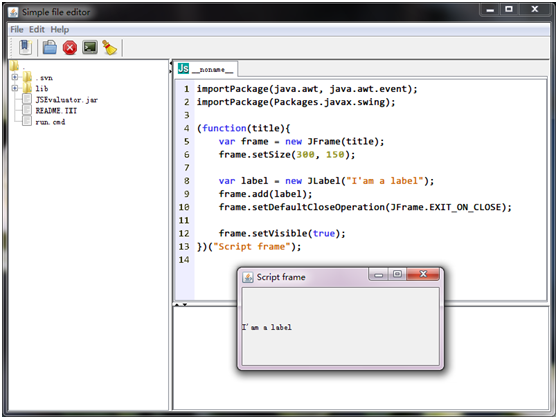 Simple file editor
File Edit Help
.
.svn
lib
JSEvaluator.jar
README.TXT
run.cmd
JS __noname__
1 importPackage(java.awt, java.awt.event);
2 importPackage(Packages.javax.swing);
3
4 (function(title){
5 var frame = new JFrame(title);
6 frame.setSize(300, 150);
7
8 var label = new JLabel("I'am a label");
9 frame.add(label);
10 frame.setDefaultCloseOperation(JFrame.EXIT_ON_CLOSE);
11
12 frame.setVisible(true);
13 })("Script frame");
14
Script frame
I'am a label